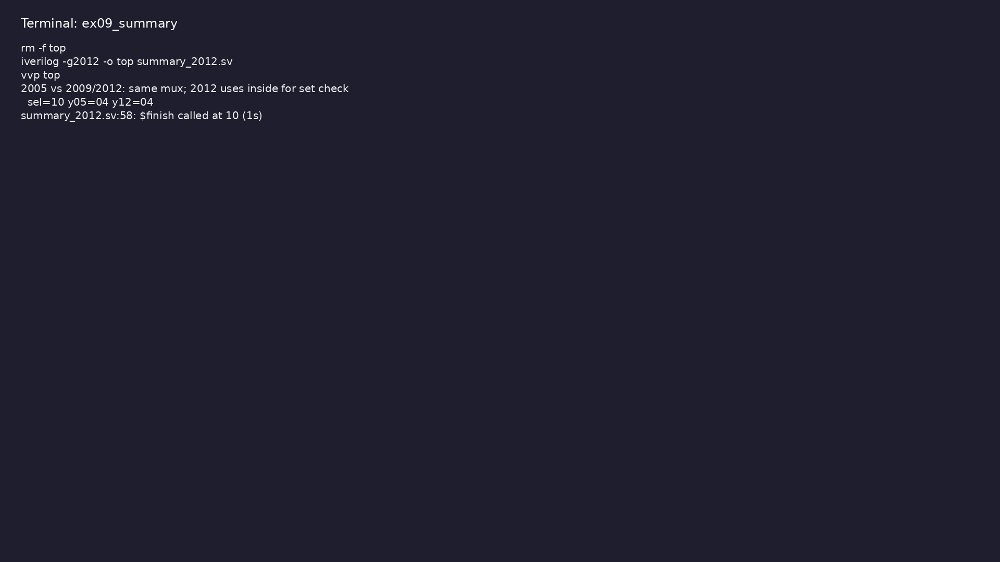 Terminal: ex09_summary
rm -f top
iverilog -g2012 -o top summary_2012.sv
vvp top
2005 vs 2009/2012: same mux; 2012 uses inside for set check
  sel=10 y05=04 y12=04
summary_2012.sv:58: $finish called at 10 (1s)